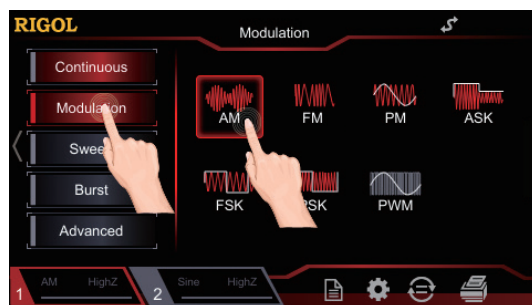 RIGOL
Modulation
Continuous
Modulation
Burst
Advanced
AM
FM
PM
ASK
FSK
PWM
1
AM
HighZ
2
Sine
HighZ